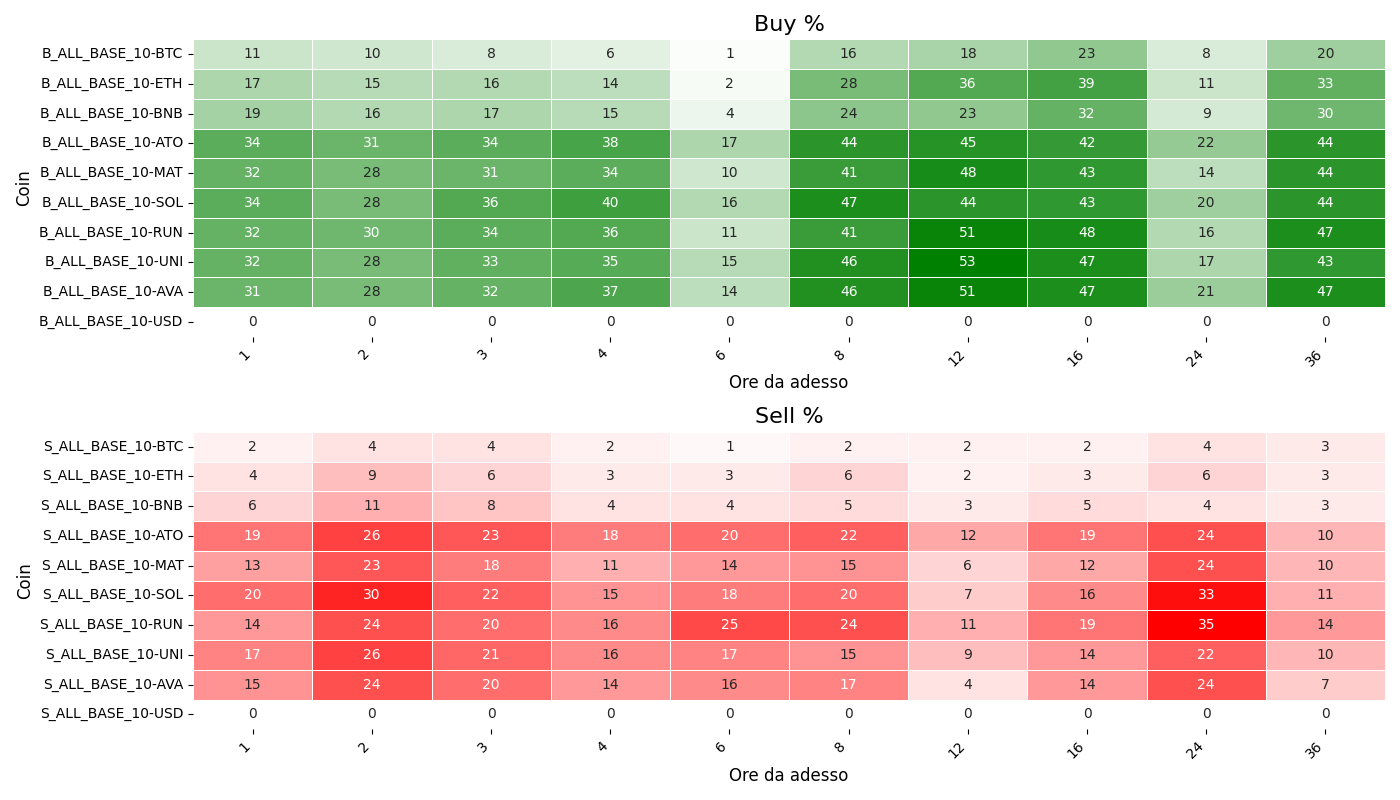 Buy %
B_ALL_BASE_10-BTC 11 10 8 6 1 16 18 23 8 20
B_ALL_BASE_10-ETH 17 15 16 14 2 28 36 39 11 33
B_ALL_BASE_10-BNB 19 16 17 15 4 24 23 32 9 30
B_ALL_BASE_10-ATO 34 31 34 38 17 44 45 42 22 44
B_ALL_BASE_10-MAT 32 28 31 34 10 41 48 43 14 44
B_ALL_BASE_10-SOL 34 28 36 40 16 47 44 43 20 44
B_ALL_BASE_10-RUN 32 30 34 36 11 41 51 48 16 47
B_ALL_BASE_10-UNI 32 28 33 35 15 46 53 47 17 43
B_ALL_BASE_10-AVA 31 28 32 37 14 46 51 47 21 47
B_ALL_BASE_10-USD 0 0 0 0 0 0 0 0 0 0
Coin
1 2 3 4 6 8 12 16 24 36
Ore da adesso
Sell %
S_ALL_BASE_10-BTC 2 4 4 2 1 2 2 2 4 3
S_ALL_BASE_10-ETH 4 9 6 3 3 6 2 3 6 3
S_ALL_BASE_10-BNB 6 11 8 4 4 5 3 5 4 3
S_ALL_BASE_10-ATO 19 26 23 18 20 22 12 19 24 10
S_ALL_BASE_10-MAT 13 23 18 11 14 15 6 12 24 10
S_ALL_BASE_10-SOL 20 30 22 15 18 20 7 16 33 11
S_ALL_BASE_10-RUN 14 24 20 16 25 24 11 19 35 14
S_ALL_BASE_10-UNI 17 26 21 16 17 15 9 14 22 10
S_ALL_BASE_10-AVA 15 24 20 14 16 17 4 14 24 7
S_ALL_BASE_10-USD 0 0 0 0 0 0 0 0 0 0
Coin
1 2 3 4 6 8 12 16 24 36
Ore da adesso